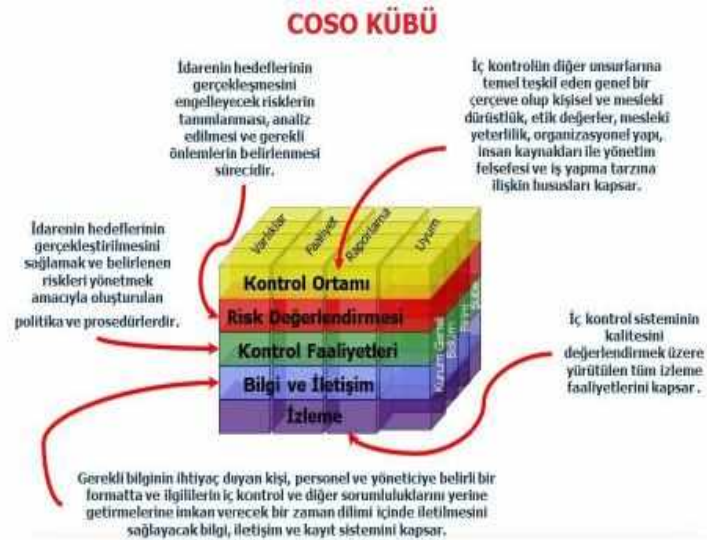 COSO KÜBÜ
İdarenin hedeflerinin
gerçekleşmesini
engelleyecek risklerin
tanımlanması, analiz
edilmesi ve gerekli
önlemlerin belirlenmesi
sürecidir.
İç kontrolün diğer unsurlarına
temel teşkil eden genel bir
çerçeve olup kişisel ve mesleki
dürüstlük, etik değerler, mesleki
yeterlilik, organizasyonel yapı,
insan kaynakları ile yönetim
felsefesi ve iş yapma tarzına
ilişkin hususları kapsar.
İdarenin hedeflerinin
gerçekleştirilmesini
sağlamak ve belirlenen
riskleri yönetmek
amacıyla oluşturulan
politika ve prosedürlerdir.
Varlıklar
Faaliyet
Raporlama
Uyum
Kontrol Ortamı
Risk Değerlendirmesi
Kontrol Faaliyetleri
Bilgi ve İletişim
İzleme
Kurum Geneli
Bölüm
Birim
Şube
İç kontrol sisteminin
kalitesini
değerlendirmek üzere
yürütülen tüm izleme
faaliyetlerini kapsar.
Gerekli bilginin ihtiyaç duyan kişi, personel ve yöneticiye belirli bir
formatta ve ilgililerin iç kontrol ve diğer sorumluluklarını yerine
getirmelerine imkan verecek bir zaman dilimi içinde iletilmesini
sağlayacak bilgi, iletişim ve kayıt sistemini kapsar.